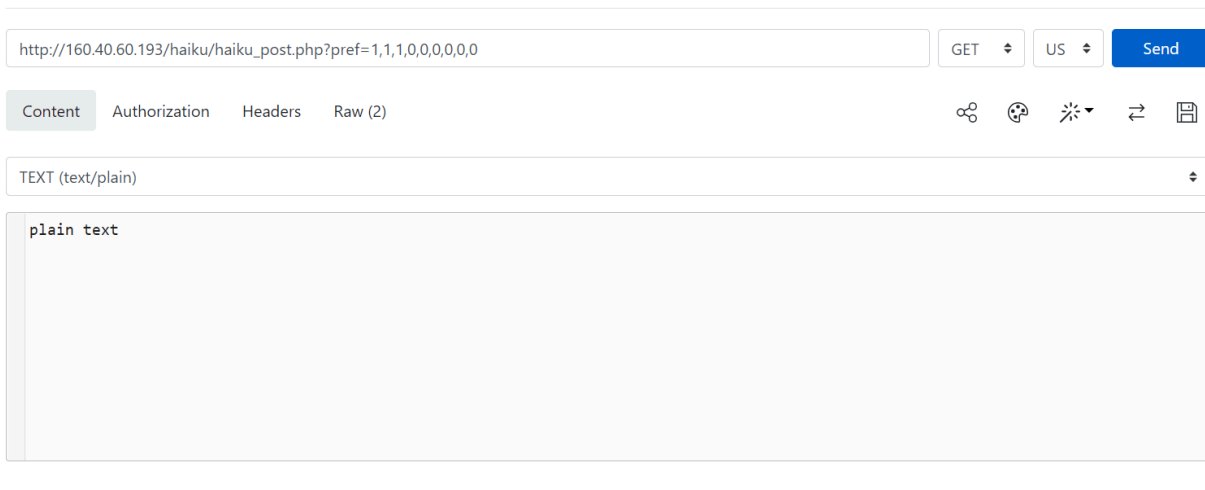 http://160.40.60.193/haiku/haiku_post.php?pref=1,1,1,0,0,0,0,0,0 GET US Send
Content Authorization Headers Raw (2)
TEXT (text/plain)
plain text